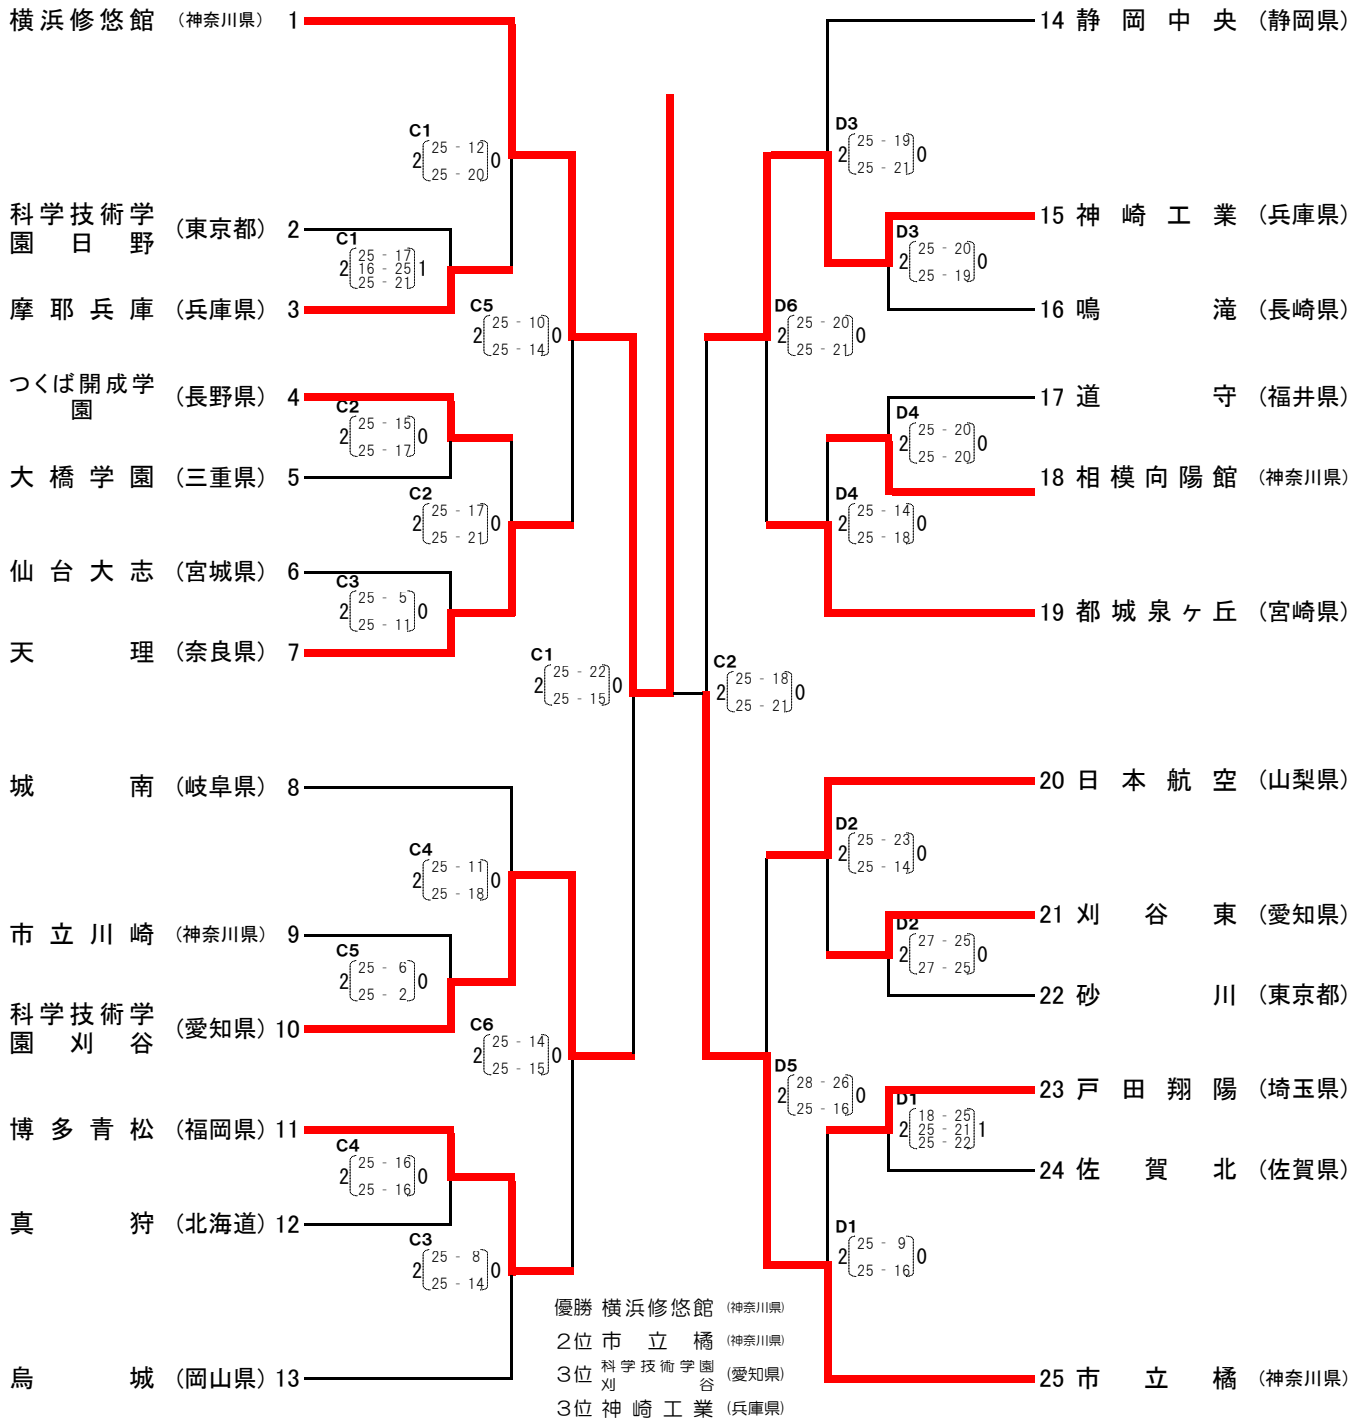 横浜修悠館 （神奈川県） 1
C1
25 - 12
2 0
25 - 20
科学技術学
園日野 （東京都） 2
C1
25 - 17
2 16 - 25 1
25 - 21
摩耶兵庫 （兵庫県） 3
C5
25 - 10
2 0
25 - 14
つくば開成学
園 （長野県） 4
C2
25 - 15
2 0
25 - 17
大橋学園 （三重県） 5
C2
25 - 17
2 0
25 - 21
仙台大志 （宮城県） 6
C3
25 - 5
2 0
25 - 11
天理 （奈良県） 7
C1
25 - 22
2 0
25 - 15
城南 （岐阜県） 8
C4
25 - 11
2 0
25 - 18
市立川崎 （神奈川県） 9
C5
25 - 6
2 0
25 - 2
科学技術学
園刈谷 （愛知県） 10
C6
25 - 14
2 0
25 - 15
博多青松 （福岡県） 11
C4
25 - 16
2 0
25 - 16
真狩 （北海道） 12
C3
25 - 8
2 0
25 - 14
烏城 （岡山県） 13
14 静岡中央 （静岡県）
D3
25 - 19
2 0
25 - 21
15 神崎工業 （兵庫県）
D3
25 - 20
2 0
25 - 19
16 鳴滝 （長崎県）
D6
25 - 20
2 0
25 - 21
17 道守 （福井県）
D4
25 - 20
2 0
25 - 20
18 相模向陽館 （神奈川県）
D4
25 - 14
2 0
25 - 18
19 都城泉ヶ丘 （宮崎県）
C2
25 - 18
2 0
25 - 21
20 日本航空 （山梨県）
D2
25 - 23
2 0
25 - 14
21 刈谷東 （愛知県）
D2
27 - 25
2 0
27 - 25
22 砂川 （東京都）
D5
28 - 26
2 0
25 - 16
23 戸田翔陽 （埼玉県）
D1
18 - 25
2 25 - 21 1
25 - 22
24 佐賀北 （佐賀県）
D1
25 - 9
2 0
25 - 16
25 市立橘 （神奈川県）
優勝 横浜修悠館 （神奈川県）
2位 市立橘 （神奈川県）
3位 科学技術学園
刈谷 （愛知県）
3位 神崎工業 （兵庫県）